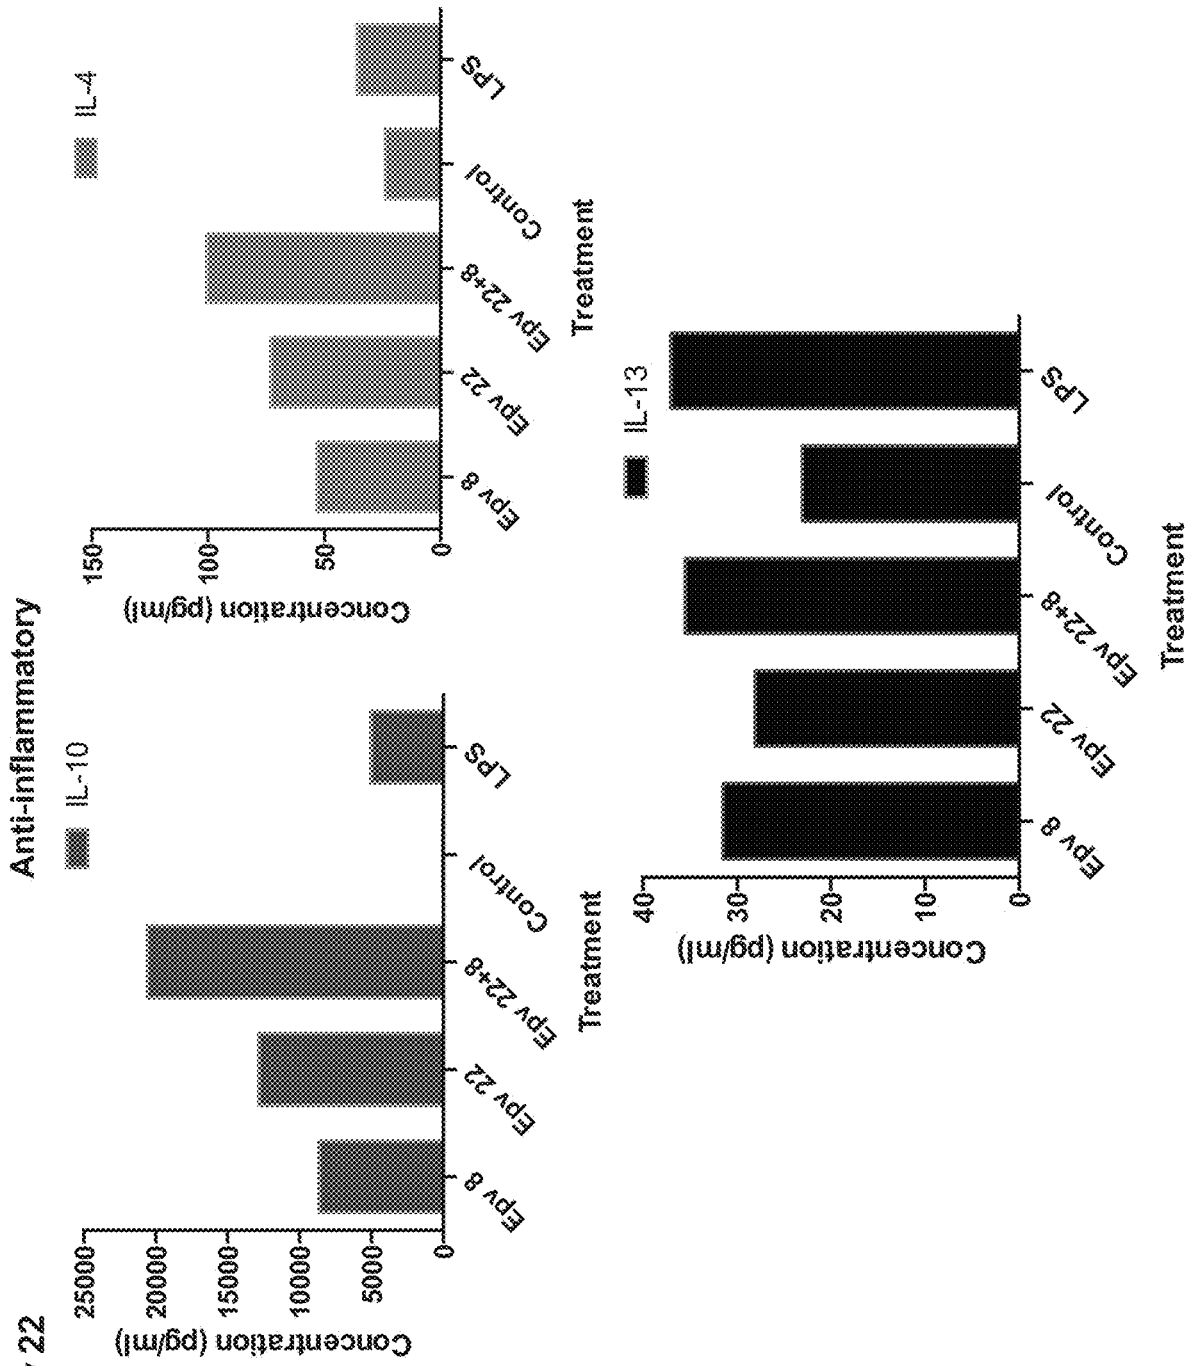 22
Anti-inflammatory
IL-10
Concentration (pg/ml)
25000
20000
15000
10000
5000
0
Epv 8
Epv 22
Epv 22+8
Control
LPS
Treatment
IL-4
Concentration (pg/ml)
150
100
50
0
Epv 8
Epv 22
Epv 22+8
Control
LPS
Treatment
IL-13
Concentration (pg/ml)
40
30
20
10
0
Epv 8
Epv 22
Epv 22+8
Control
LPS
Treatment